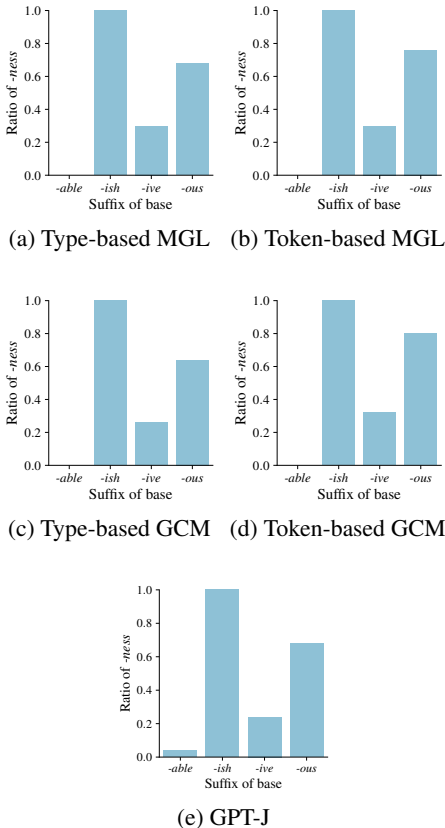 1.0
0.8
0.6
0.4
0.2
0.0
Ratio of -ness
-able -ish -ive -ous
Suffix of base
(a) Type-based MGL
1.0
0.8
0.6
0.4
0.2
0.0
Ratio of -ness
-able -ish -ive -ous
Suffix of base
(b) Token-based MGL
1.0
0.8
0.6
0.4
0.2
0.0
Ratio of -ness
-able -ish -ive -ous
Suffix of base
(c) Type-based GCM
1.0
0.8
0.6
0.4
0.2
0.0
Ratio of -ness
-able -ish -ive -ous
Suffix of base
(d) Token-based GCM
1.0
0.8
0.6
0.4
0.2
0.0
Ratio of -ness
-able -ish -ive -ous
Suffix of base
(e) GPT-J